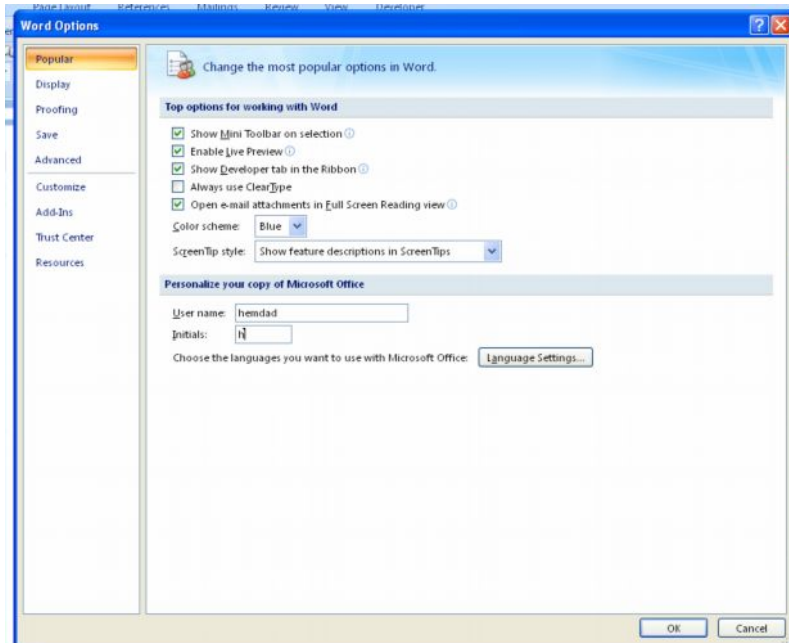 Page Layout References Mailings Review View Developer
Word Options
Popular
Display
Proofing
Save
Advanced
Customize
Add-Ins
Trust Center
Resources
Change the most popular options in Word.
Top options for working with Word
Show Mini Toolbar on selection
Enable Live Preview
Show Developer tab in the Ribbon
Always use ClearType
Open e-mail attachments in Full Screen Reading view
Color scheme: Blue
ScreenTip style: Show feature descriptions in ScreenTips
Personalize your copy of Microsoft Office
User name: hemdad
Initials: h
Choose the languages you want to use with Microsoft Office: Language Settings...
OK Cancel